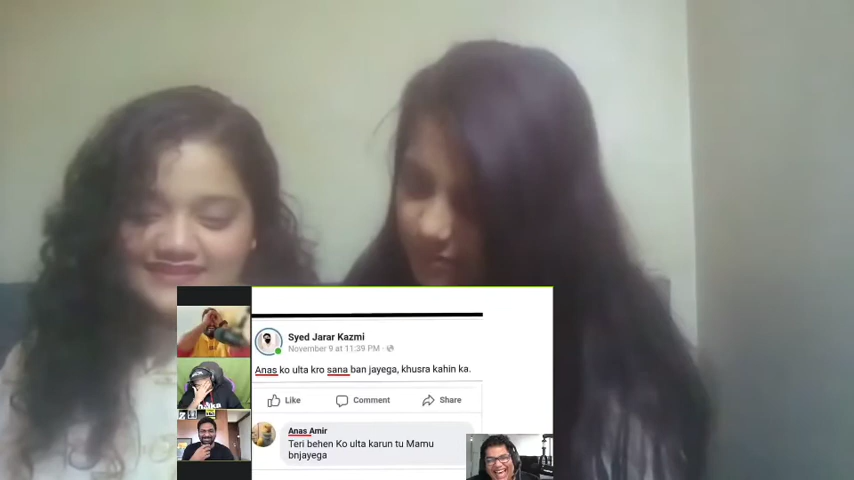 Syed Jarar Kazmi
November 9 at 11:39 PM
Anas ko ulta kro sana ban jayega, khusra kahin ka.
Like Comment Share
Anas Amir
Teri behen Ko ulta karun tu Mamu
bnjayega